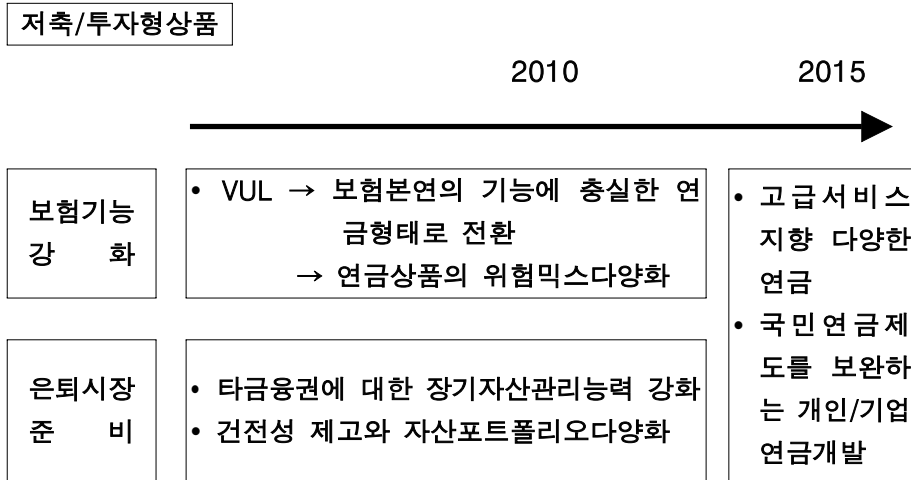 저축/투자형상품
2010 2015
보험기능
강 화
• VUL → 보험본연의 기능에 충실한 연
금형태로 전환
→ 연금상품의 위험믹스다양화
은퇴시장
준 비
• 타금융권에 대한 장기자산관리능력 강화
• 건전성 제고와 자산포트폴리오다양화
• 고급서비스
지향 다양한
연금
• 국민연금제
도를 보완하
는 개인/기업
연금개발